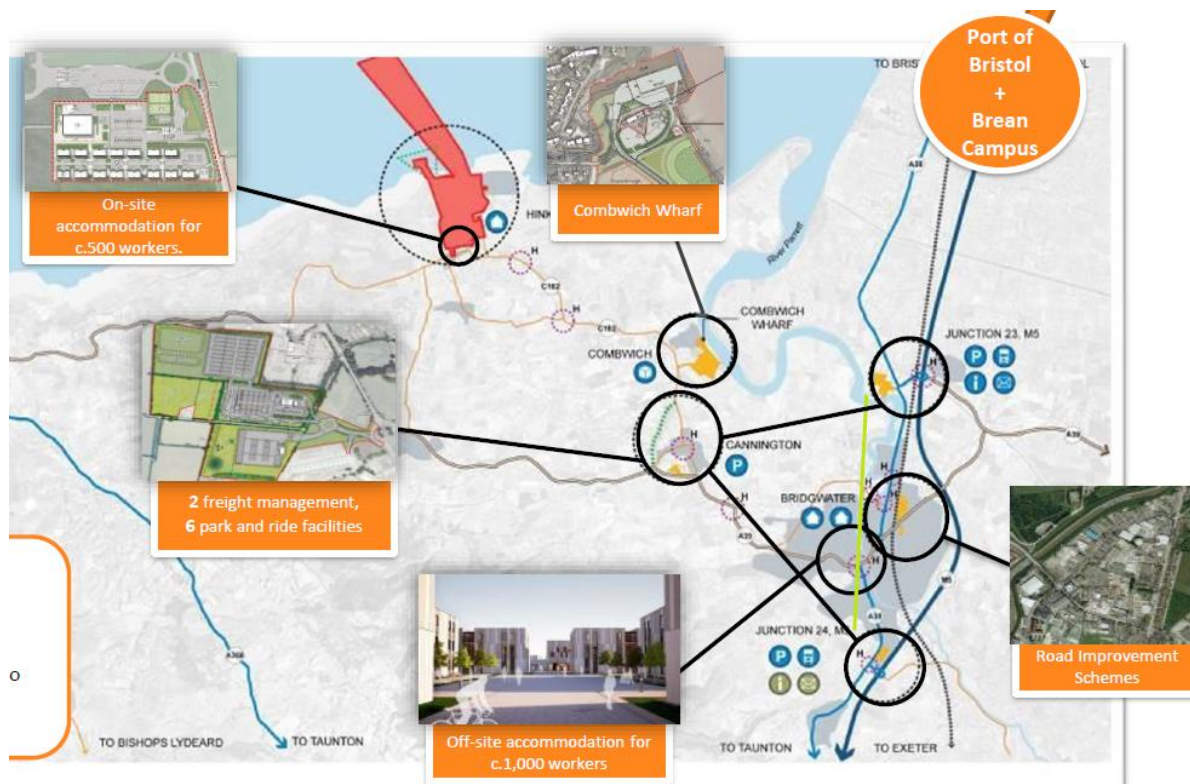 Port of
Bristol
+
Brean
Campus
TO BRIS
L
A38
On-site
accommodation for
c.500 workers.
Combwich Wharf
HINK
H
C182
H
C182
River Parrett
COMBWICH
WHARF
COMBWICH
JUNCTION 23, M5
P
i
H
H
CANNINGTON
P
A39
2 freight management,
6 park and ride facilities
H
BRIDGWATER
H
A39
H
M5
A38
JUNCTION 24, M
P
i
H
Road Improvement
Schemes
A358
o
Off-site accommodation for
c.1,000 workers
TO BISHOPS LYDEARD
TO TAUNTON
TO TAUNTON
TO EXETER